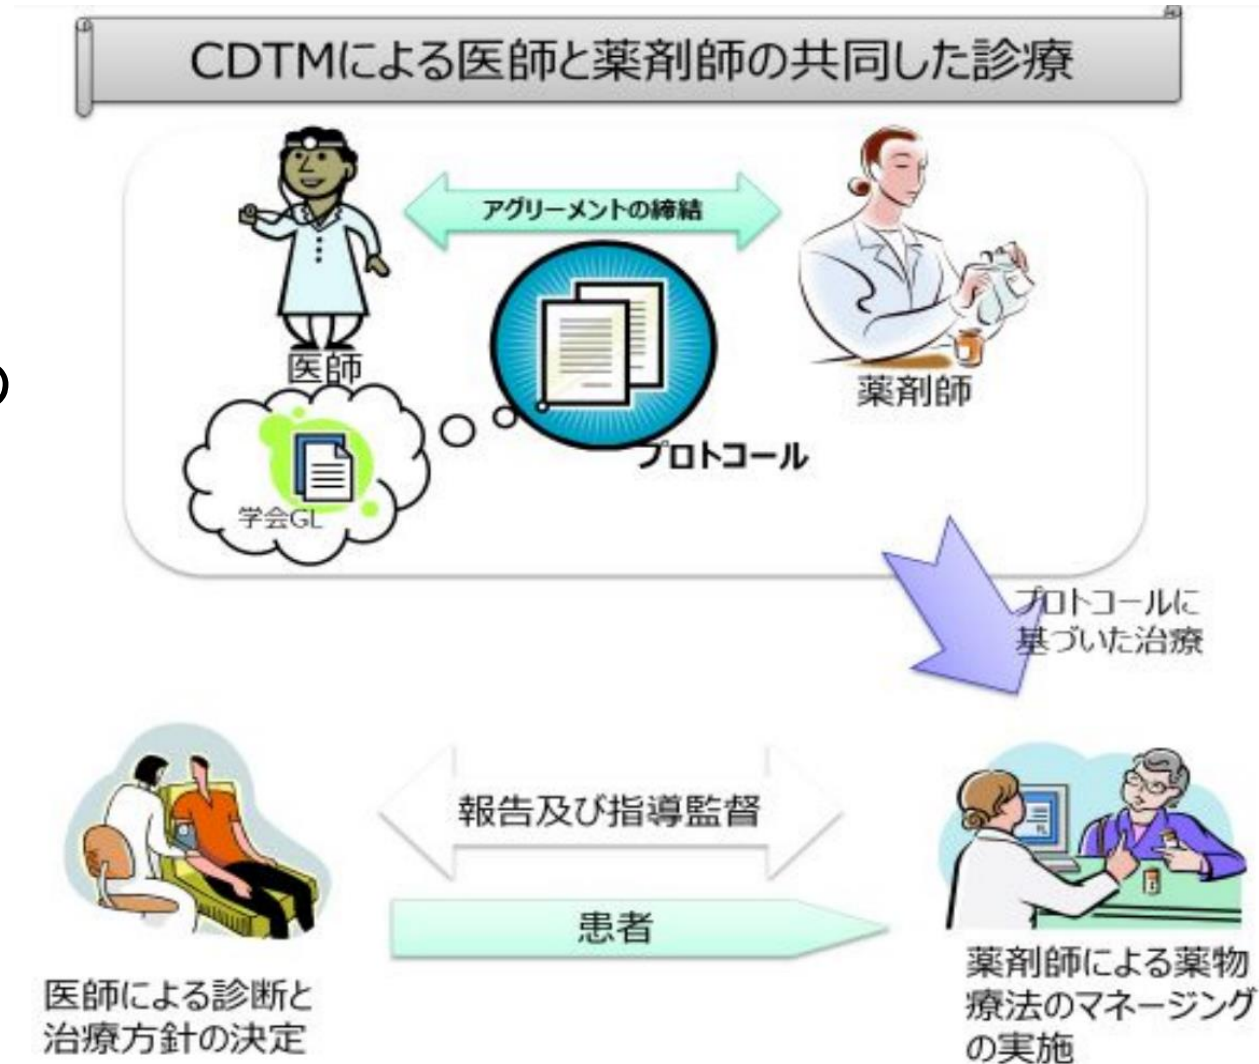 CDTMによる医師と薬剤師の共同した診療
アグリーメントの締結
医師
薬剤師
プロトコール
学会GL
プロトコールに
基づいた治療
報告及び指導監督
患者
医師による診断と
治療方針の決定
薬剤師による薬物
療法のマネージング
の実施